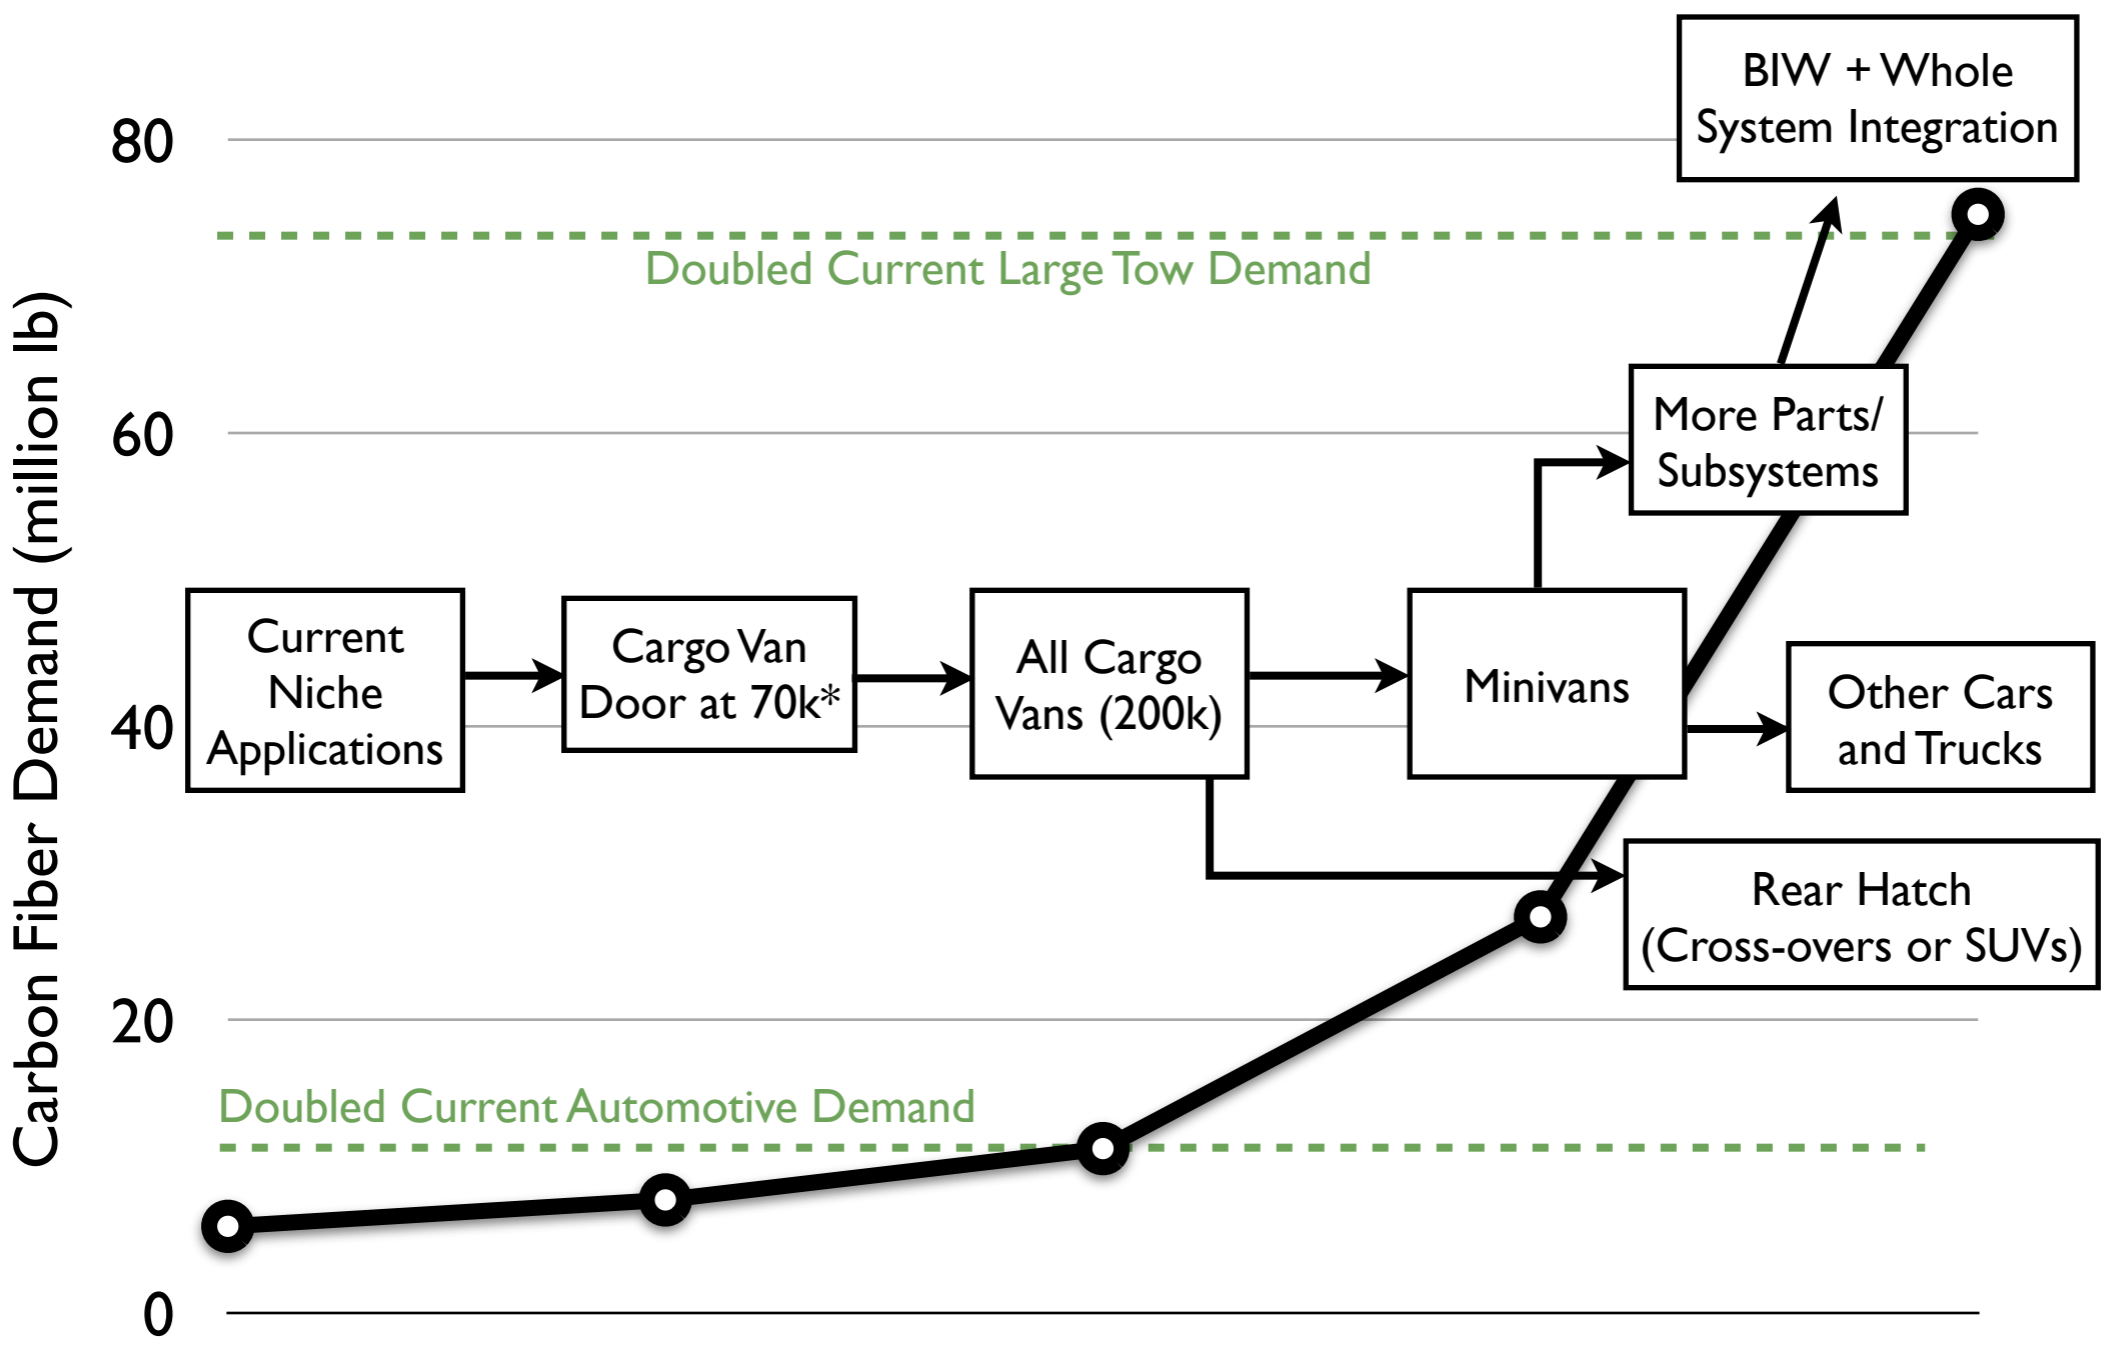 BIW + Whole
System Integration
80
Doubled Current Large Tow Demand
Carbon Fiber Demand (million lb)
60
More Parts/
Subsystems
Current
Niche
Applications
Cargo Van
Door at 70k*
All Cargo
Vans (200k)
Minivans
Other Cars
and Trucks
40
Rear Hatch
(Cross-overs or SUVs)
20
Doubled Current Automotive Demand
0